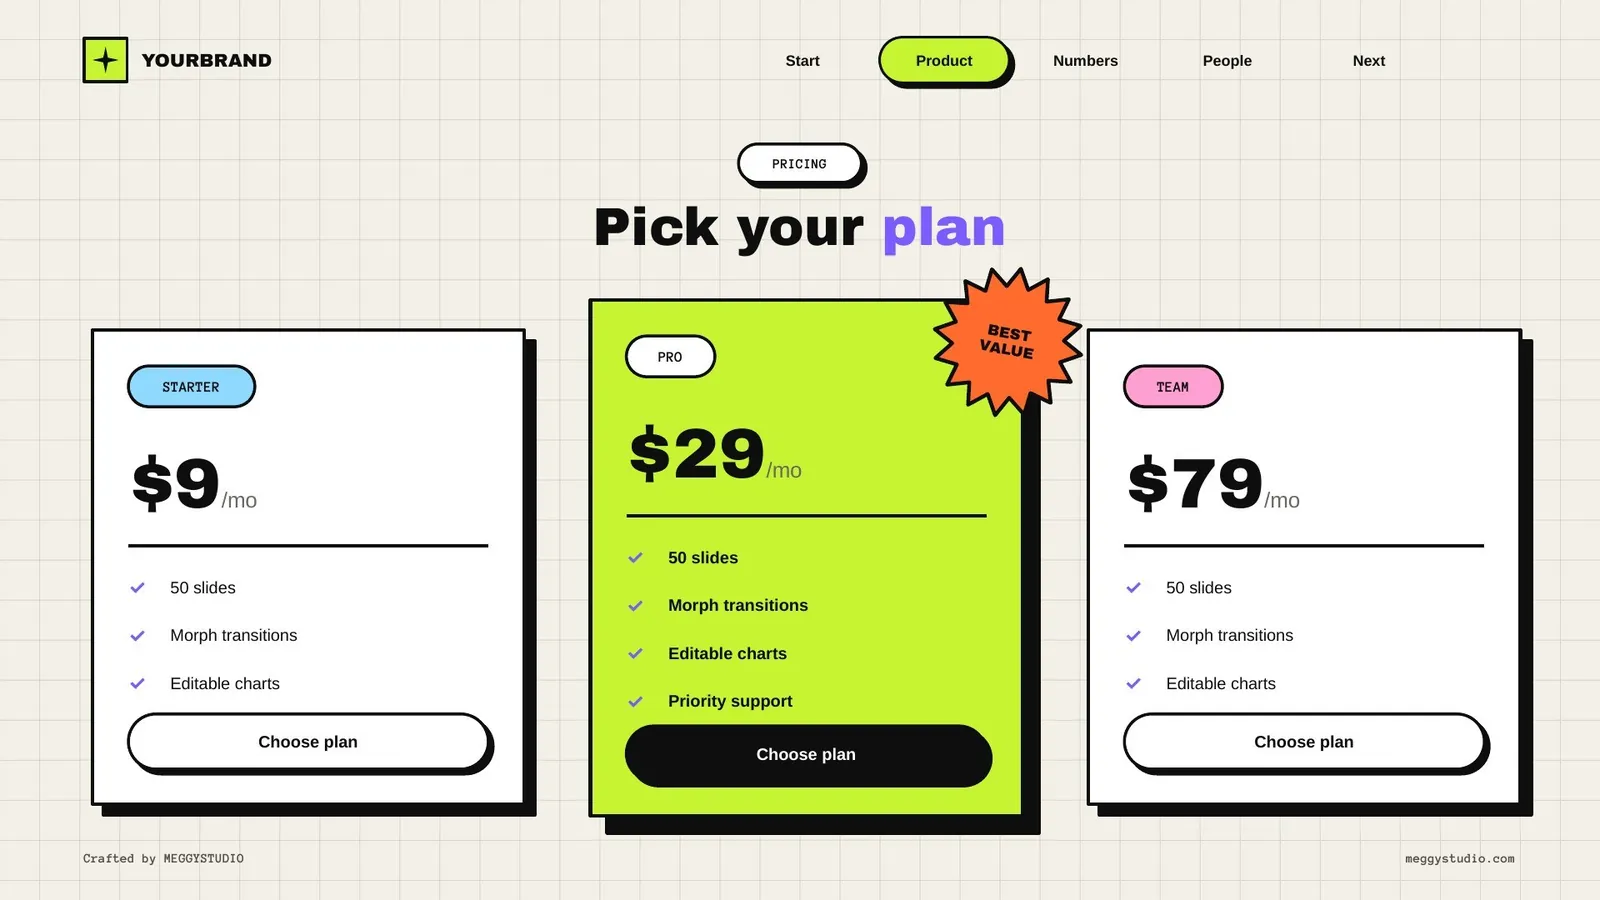 YOURBRAND
Start
Product
Numbers
People
Next
PRICING
Pick your plan
STARTER
$9/mo
50 slides
Morph transitions
Editable charts
Choose plan
PRO
BEST
VALUE
$29/mo
50 slides
Morph transitions
Editable charts
Priority support
Choose plan
TEAM
$79/mo
50 slides
Morph transitions
Editable charts
Choose plan
Crafted by MEGGYSTUDIO
meggystudio.com